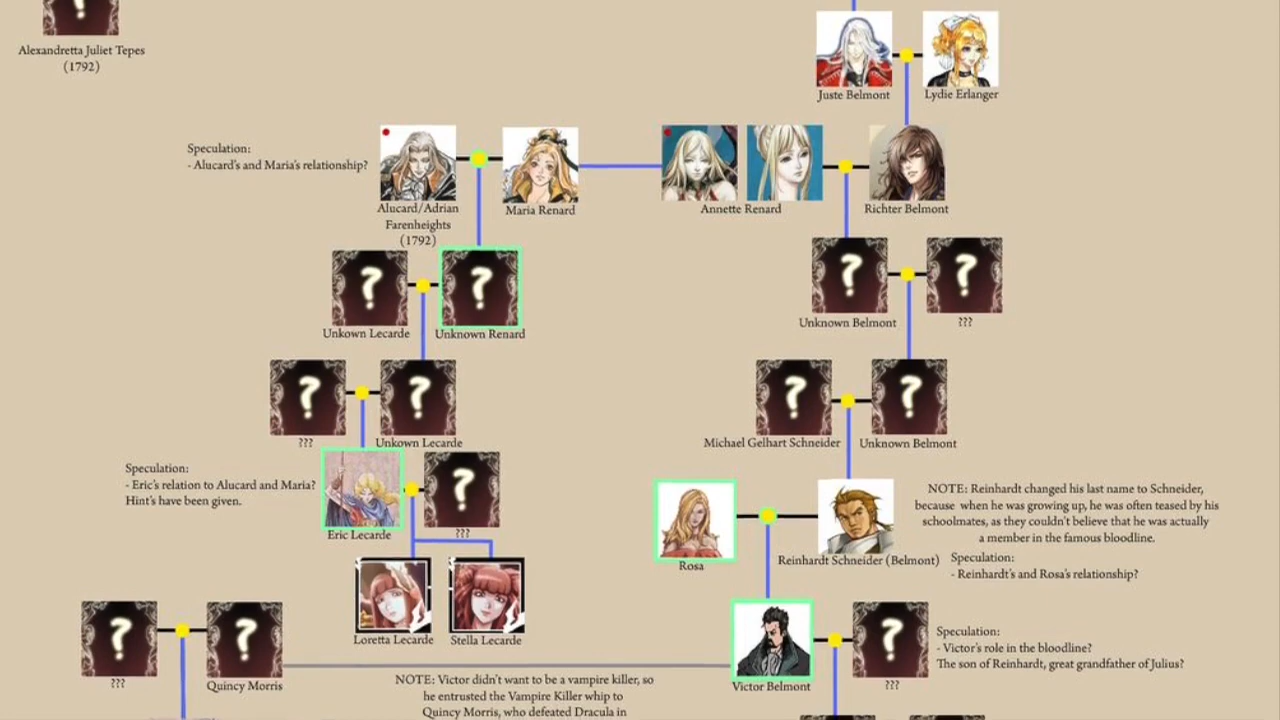 Alexandretta Juliet Tepes
(1792)
Juste Belmont
Lydie Erlanger
Speculation:
- Alucard's and Maria's relationship?
Alucard/Adrian
Farenheights
(1792)
Maria Renard
Annette Renard
Richter Belmont
?
?
?
?
Unkown Lecarde
Unknown Renard
Unknown Belmont
???
?
?
?
?
???
Unkown Lecarde
Michael Gelhart Schneider
Unknown Belmont
Speculation:
- Eric's relation to Alucard and Maria?
Hint's have been given.
?
Eric Lecarde
???
NOTE: Reinhardt changed his last name to Schneider,
because when he was growing up, he was often teased by his
schoolmates, as they couldn't believe that he was actually
a member in the famous bloodline.
Rosa
Reinhardt Schneider (Belmont)
Speculation:
- Reinhardt's and Rosa's relationship?
Loretta Lecarde
Stella Lecarde
?
?
?
???
Quincy Morris
Victor Belmont
???
Speculation:
- Victor's role in the bloodline?
The son of Reinhardt, great grandfather of Julius?
NOTE: Victor didn't want to be a vampire killer, so
he entrusted the Vampire Killer whip to
Quincy Morris, who defeated Dracula in